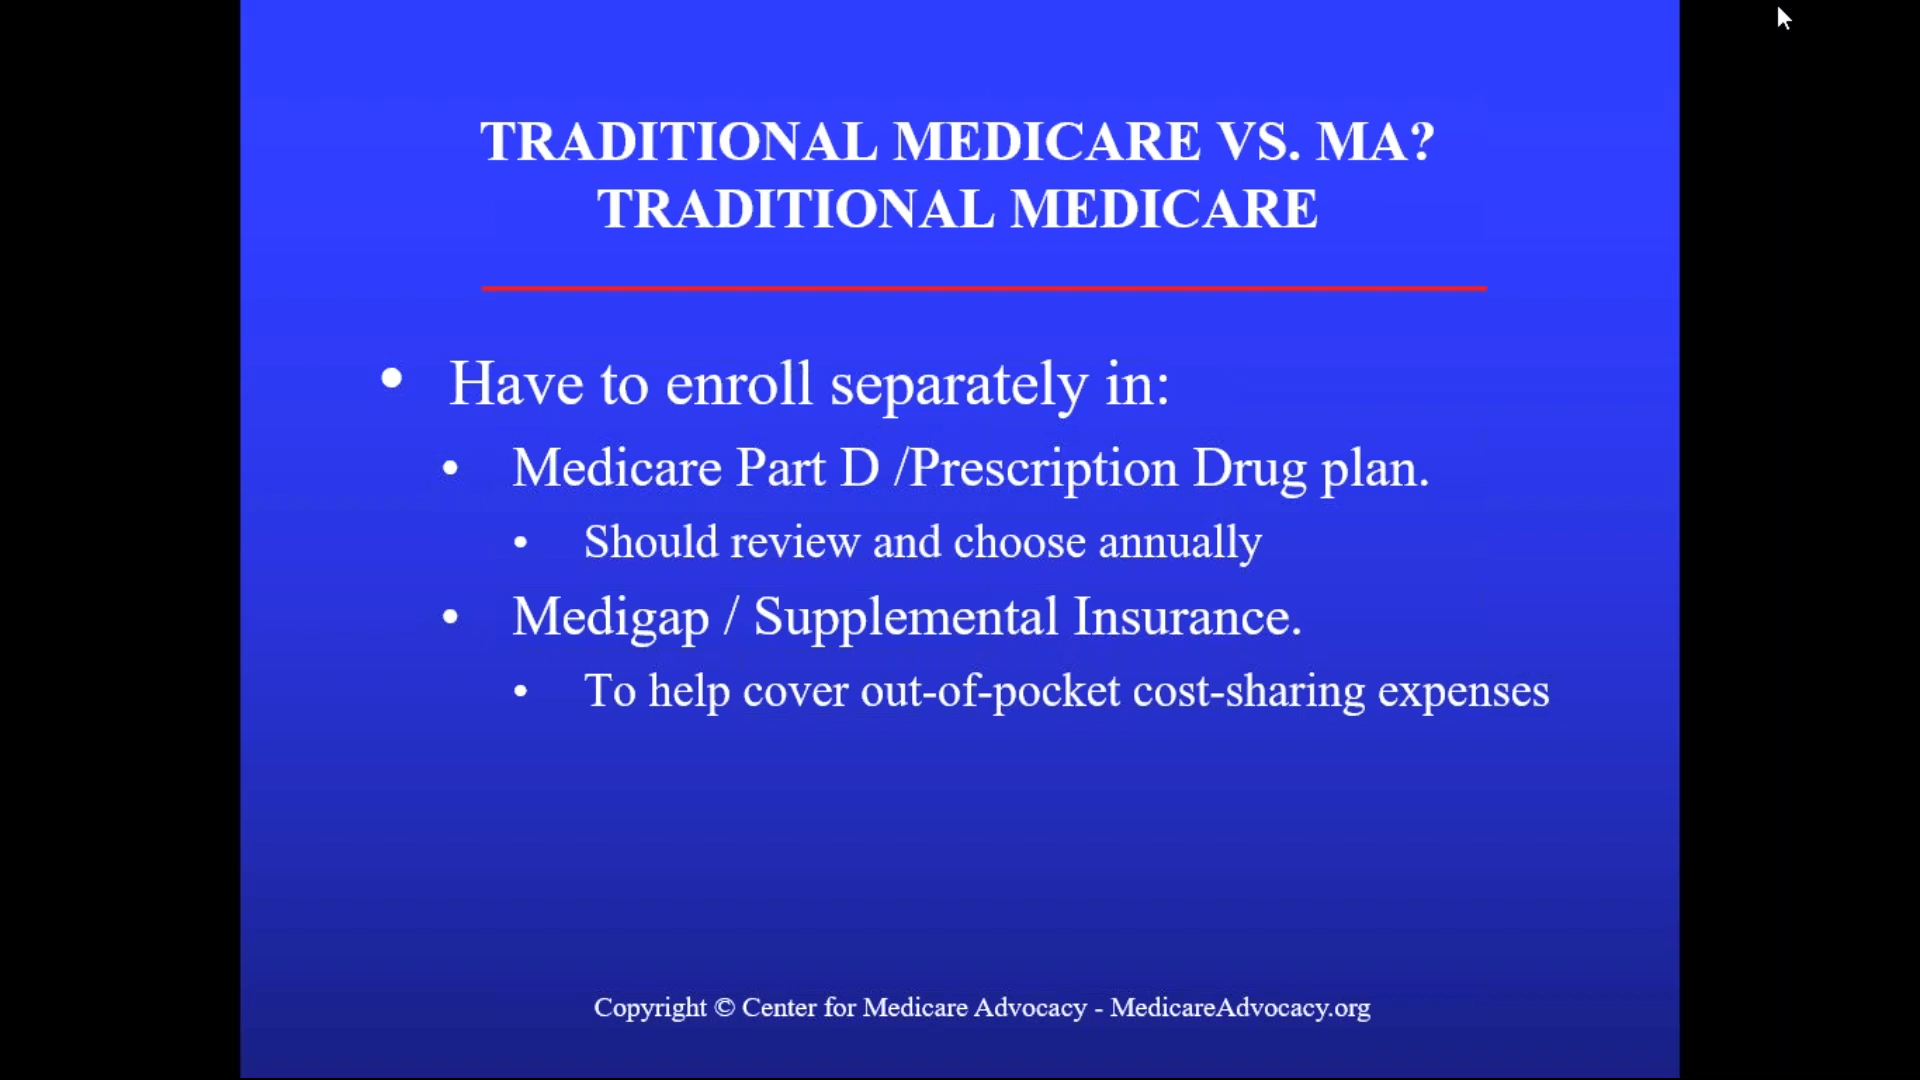 TRADITIONAL MEDICARE VS. MA?
TRADITIONAL MEDICARE
• Have to enroll separately in:
• Medicare Part D /Prescription Drug plan.
• Should review and choose annually
• Medigap / Supplemental Insurance.
• To help cover out-of-pocket cost-sharing expenses
Copyright © Center for Medicare Advocacy - MedicareAdvocacy.org